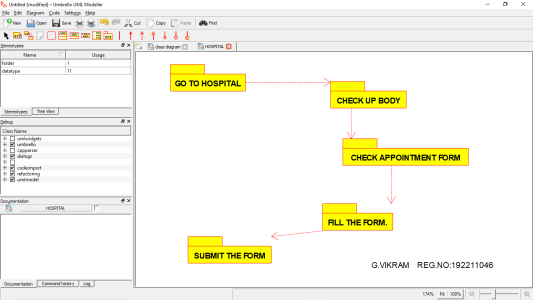 Untitled [modified] - Umbrello UML Modeller
File Edit Diagram Code Settings Help
New Open Save Undo Redo Cut Copy Paste Find
Stereotypes
class diagram HOSPITAL
Name Usage
folder 1
datatype 11
Stereotypes Tree View
Debug
Class Name
umlwidgets
umbrello
cppparser
dialogs
codeimport
refactoring
umlmodel
Documentation
HOSPITAL
Documentation Command history Log
GO TO HOSPITAL
CHECK UP BODY
CHECK APPOINTMENT FORM
FILL THE FORM.
SUBMIT THE FORM
G.VIKRAM REG.NO:192211046
174% Fit 100%